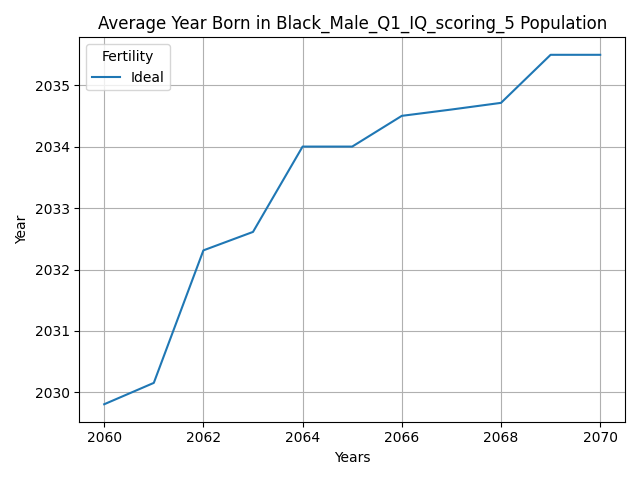 Average Year Born in Black_Male_Q1_IQ_scoring_5 Population
Fertility
Ideal
2035
2034
2033
2032
2031
2030
Year
2060 2062 2064 2066 2068 2070
Years